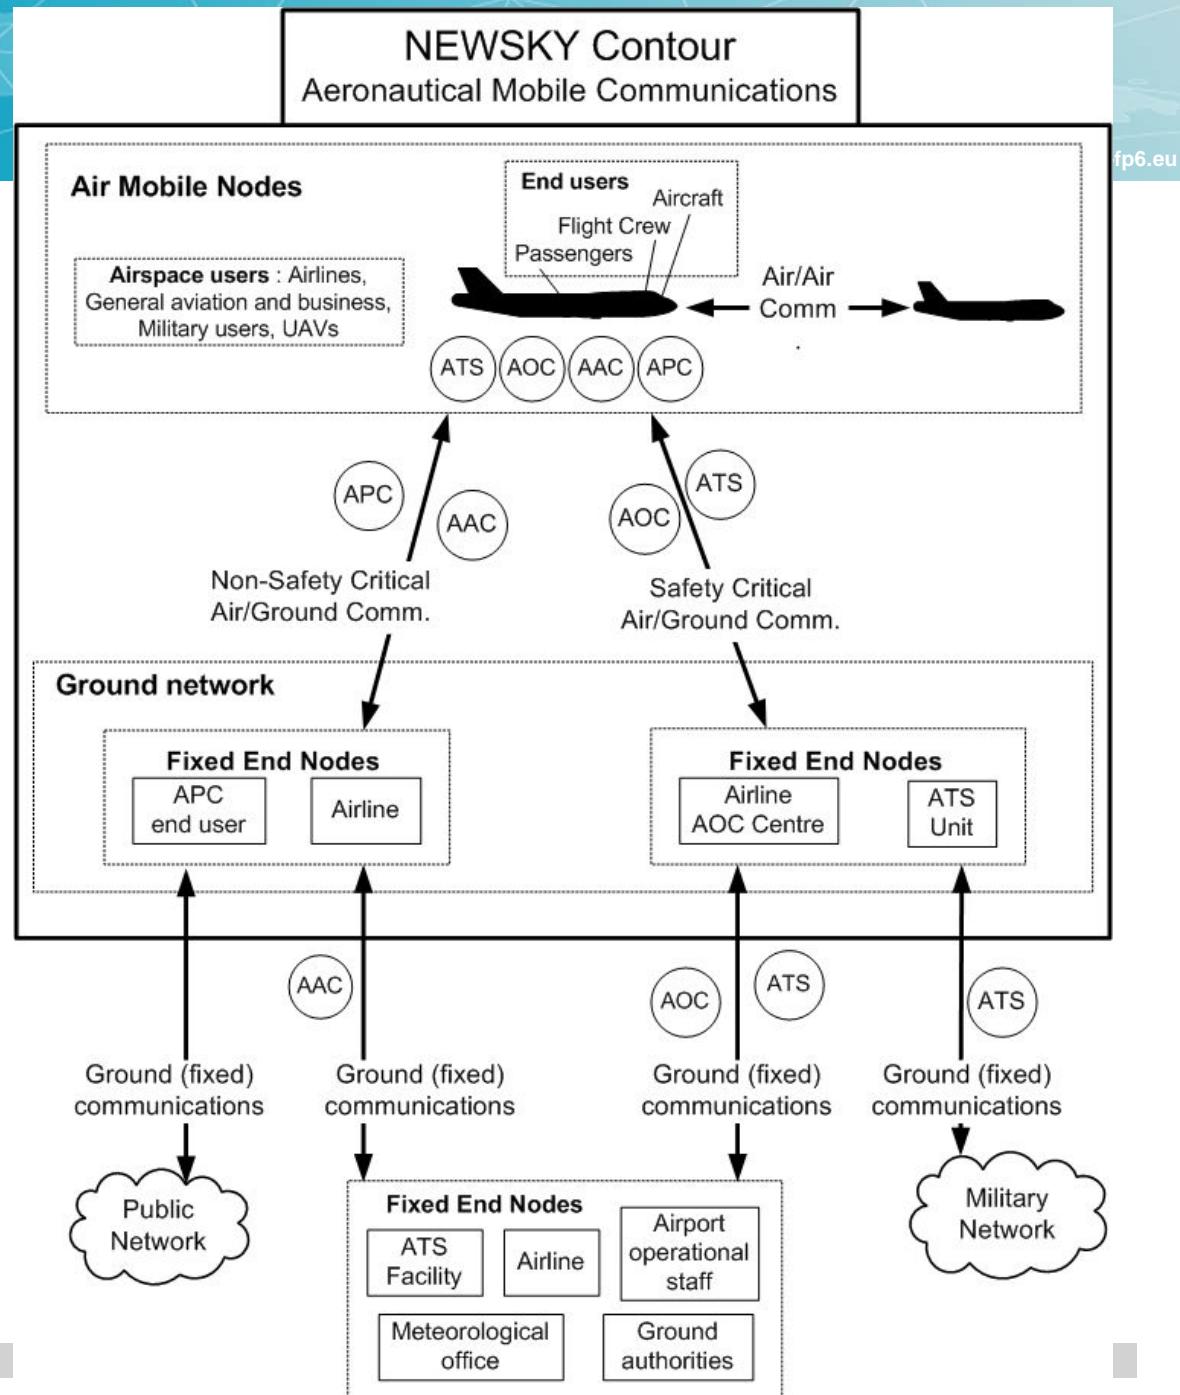 NEWSKY Contour
Aeronautical Mobile Communications
fp6.eu
Air Mobile Nodes
End users
Aircraft
Flight Crew
Passengers
Airspace users : Airlines,
General aviation and business,
Military users, UAVs
Air/Air
Comm
.
ATS
AOC
AAC
APC
APC
AAC
ATS
AOC
Non-Safety Critical
Air/Ground Comm.
Safety Critical
Air/Ground Comm.
Ground network
Fixed End Nodes
APC
end user
Airline
Fixed End Nodes
Airline
AOC Centre
ATS
Unit
AAC
AOC
ATS
ATS
Ground (fixed)
communications
Ground (fixed)
communications
Ground (fixed)
communications
Ground (fixed)
communications
Public
Network
Fixed End Nodes
ATS
Facility
Airline
Airport
operational
staff
Meteorological
office
Ground
authorities
Military
Network